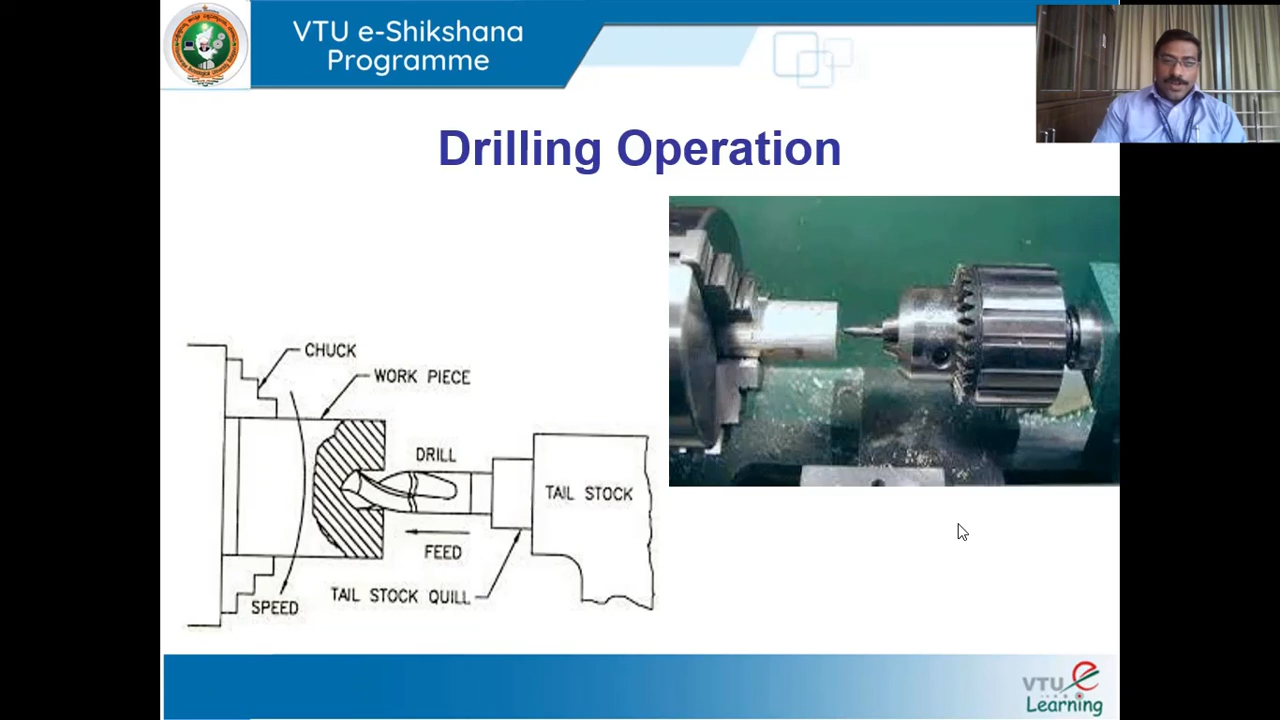 VTU e-Shikshana
Programme
Drilling Operation
CHUCK
WORK PIECE
DRILL
TAIL STOCK
FEED
TAIL STOCK QUILL
SPEED
VTU e
Learning